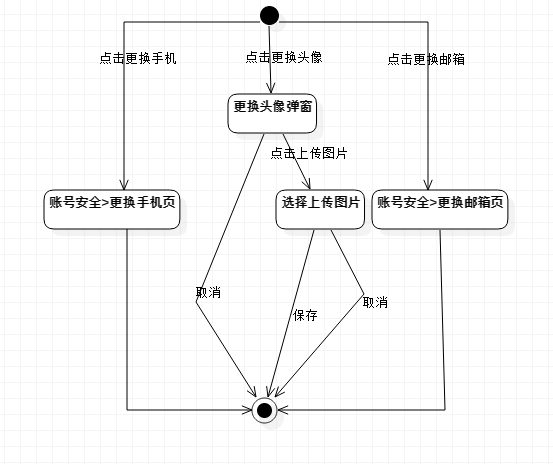 点击更换手机
点击更换头像
点击更换邮箱
更换头像弹窗
点击上传图片
账号安全>更换手机页
选择上传图片
账号安全>更换邮箱页
取消
保存
取消